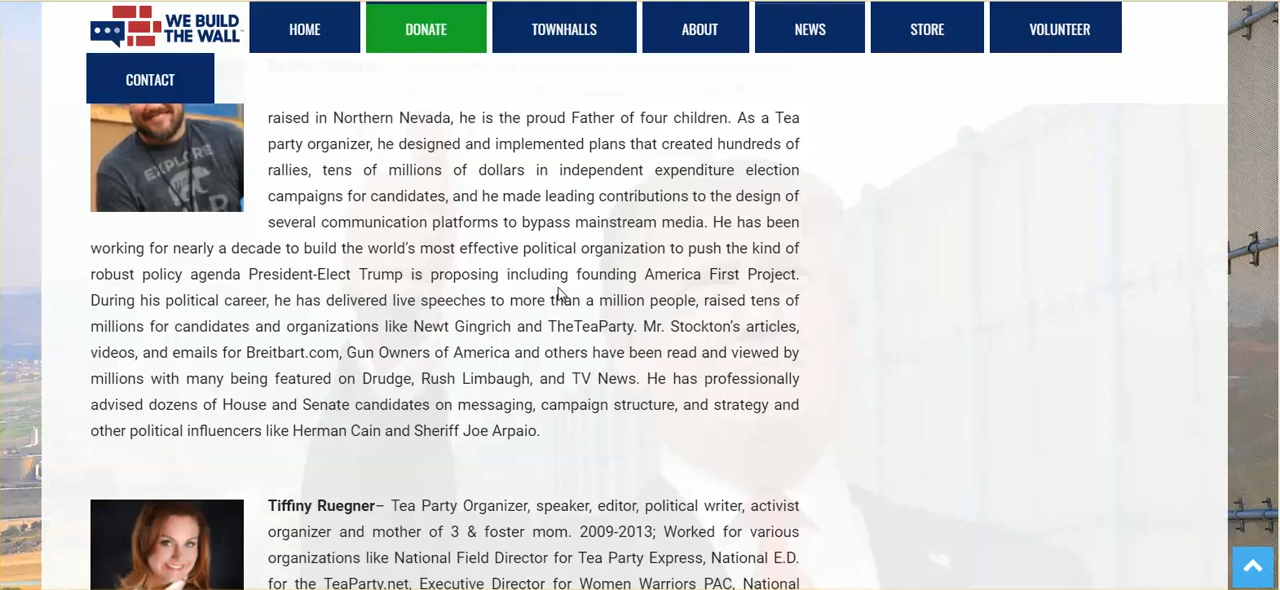 WE BUILD
THE WALL
HOME
DONATE
TOWNHALLS
ABOUT
NEWS
STORE
VOLUNTEER
CONTACT
EXPLORE
raised in Northern Nevada, he is the proud Father of four children. As a Tea
party organizer, he designed and implemented plans that created hundreds of
rallies, tens of millions of dollars in independent expenditure election
campaigns for candidates, and he made leading contributions to the design of
several communication platforms to bypass mainstream media. He has been
working for nearly a decade to build the world's most effective political organization to push the kind of
robust policy agenda President-Elect Trump is proposing including founding America First Project.
During his political career, he has delivered live speeches to more than a million people, raised tens of
millions for candidates and organizations like Newt Gingrich and TheTeaParty. Mr. Stockton's articles,
videos, and emails for Breitbart.com, Gun Owners of America and others have been read and viewed by
millions with many being featured on Drudge, Rush Limbaugh, and TV News. He has professionally
advised dozens of House and Senate candidates on messaging, campaign structure, and strategy and
other political influencers like Herman Cain and Sheriff Joe Arpaio.
Tiffiny Ruegner– Tea Party Organizer, speaker, editor, political writer, activist
organizer and mother of 3 & foster mom. 2009-2013; Worked for various
organizations like National Field Director for Tea Party Express, National E.D.
for the TeaParty.net, Executive Director for Women Warriors PAC, National